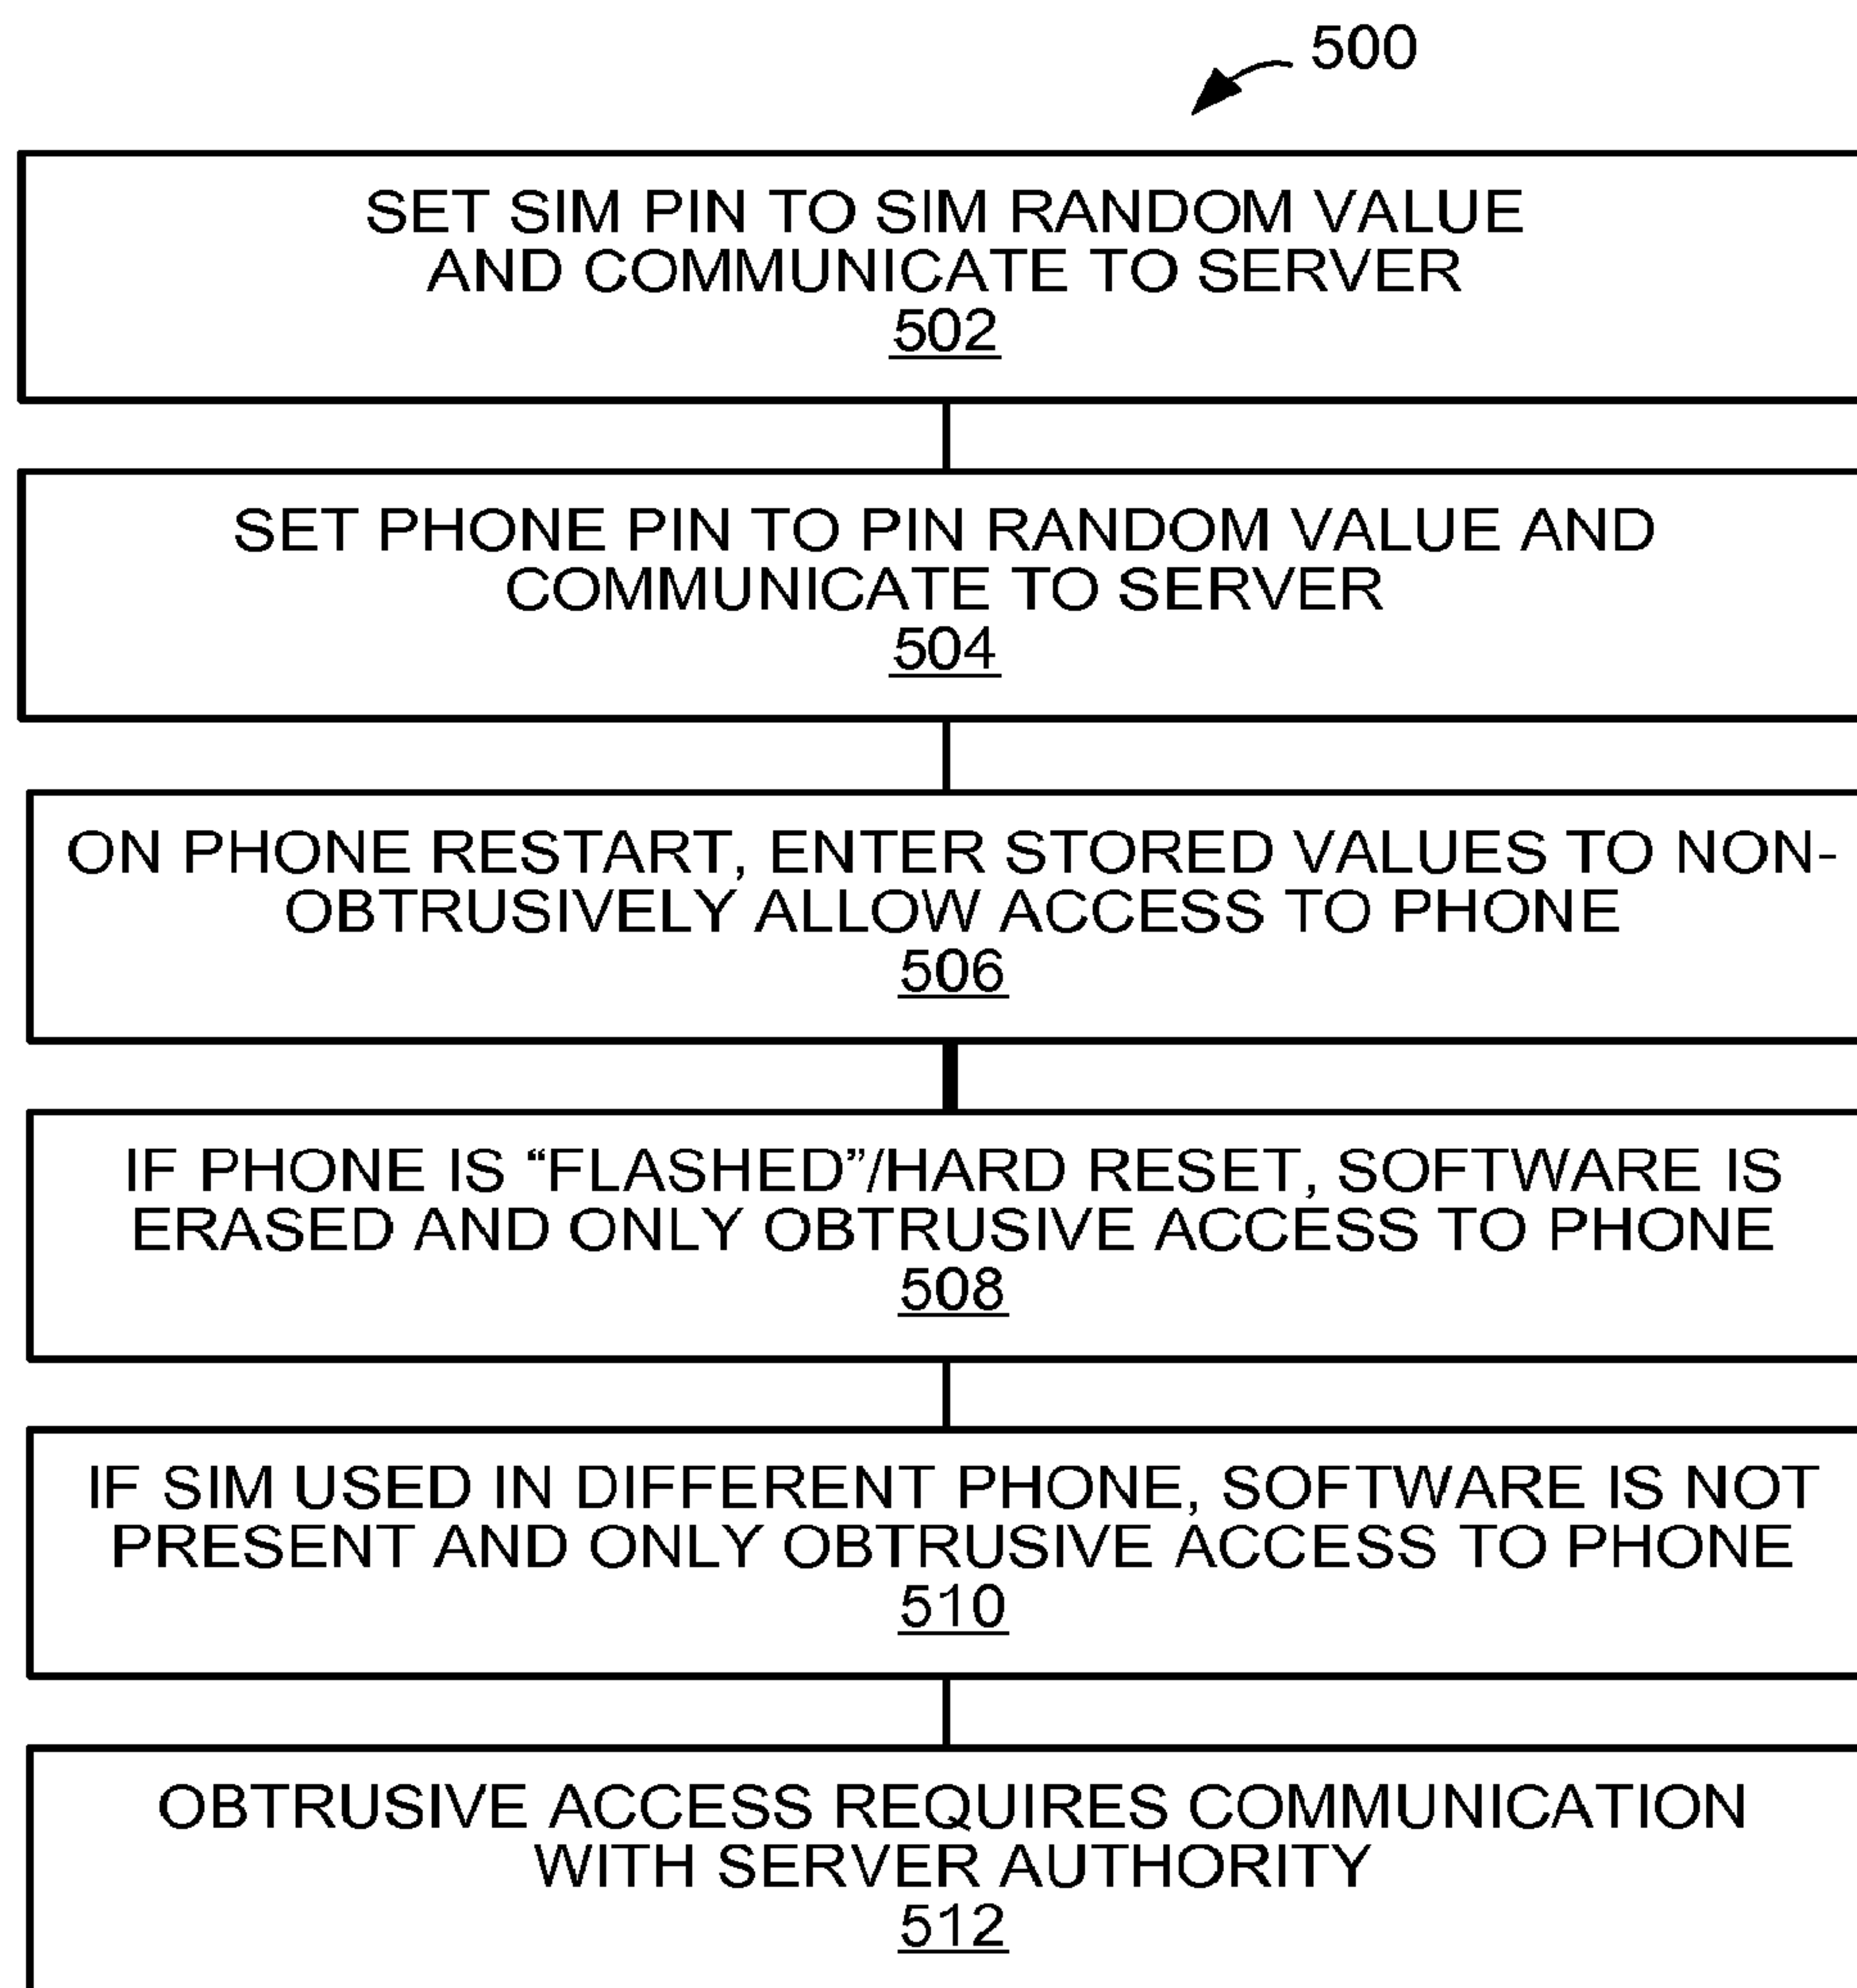 500
SET SIM PIN TO SIM RANDOM VALUE
AND COMMUNICATE TO SERVER
502
SET PHONE PIN TO PIN RANDOM VALUE AND
COMMUNICATE TO SERVER
504
ON PHONE RESTART, ENTER STORED VALUES TO NON-
OBTRUSIVELY ALLOW ACCESS TO PHONE
506
IF PHONE IS “FLASHED”/HARD RESET, SOFTWARE IS
ERASED AND ONLY OBTRUSIVE ACCESS TO PHONE
508
IF SIM USED IN DIFFERENT PHONE, SOFTWARE IS NOT
PRESENT AND ONLY OBTRUSIVE ACCESS TO PHONE
510
OBTRUSIVE ACCESS REQUIRES COMMUNICATION
WITH SERVER AUTHORITY
512